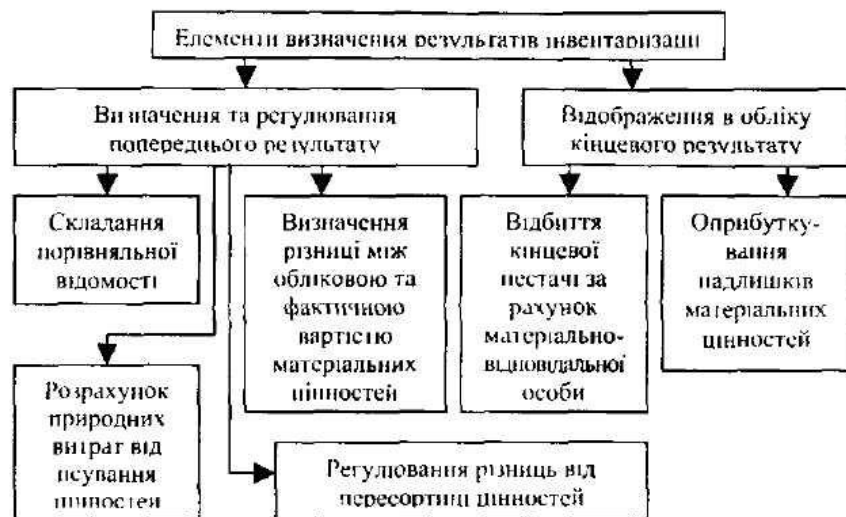 Елементи визначення результатів інвентаризації
Визначення та регулювання
попереднього результату
Відображення в обліку
кінцевого результату
Складання
порівняльної
відомості
Визначення
різниці між
обліковою та
фактичною
вартістю
матеріальних
цінностей
Відбиття
кінцевої
нестачі за
рахунок
матеріально-
відповідальної
особи
Оприбутку-
вання
надлишків
матеріальних
цінностей
Розрахунок
природних
витрат від
псування
цінностей
Регулювання різниць від
пересортиці цінностей